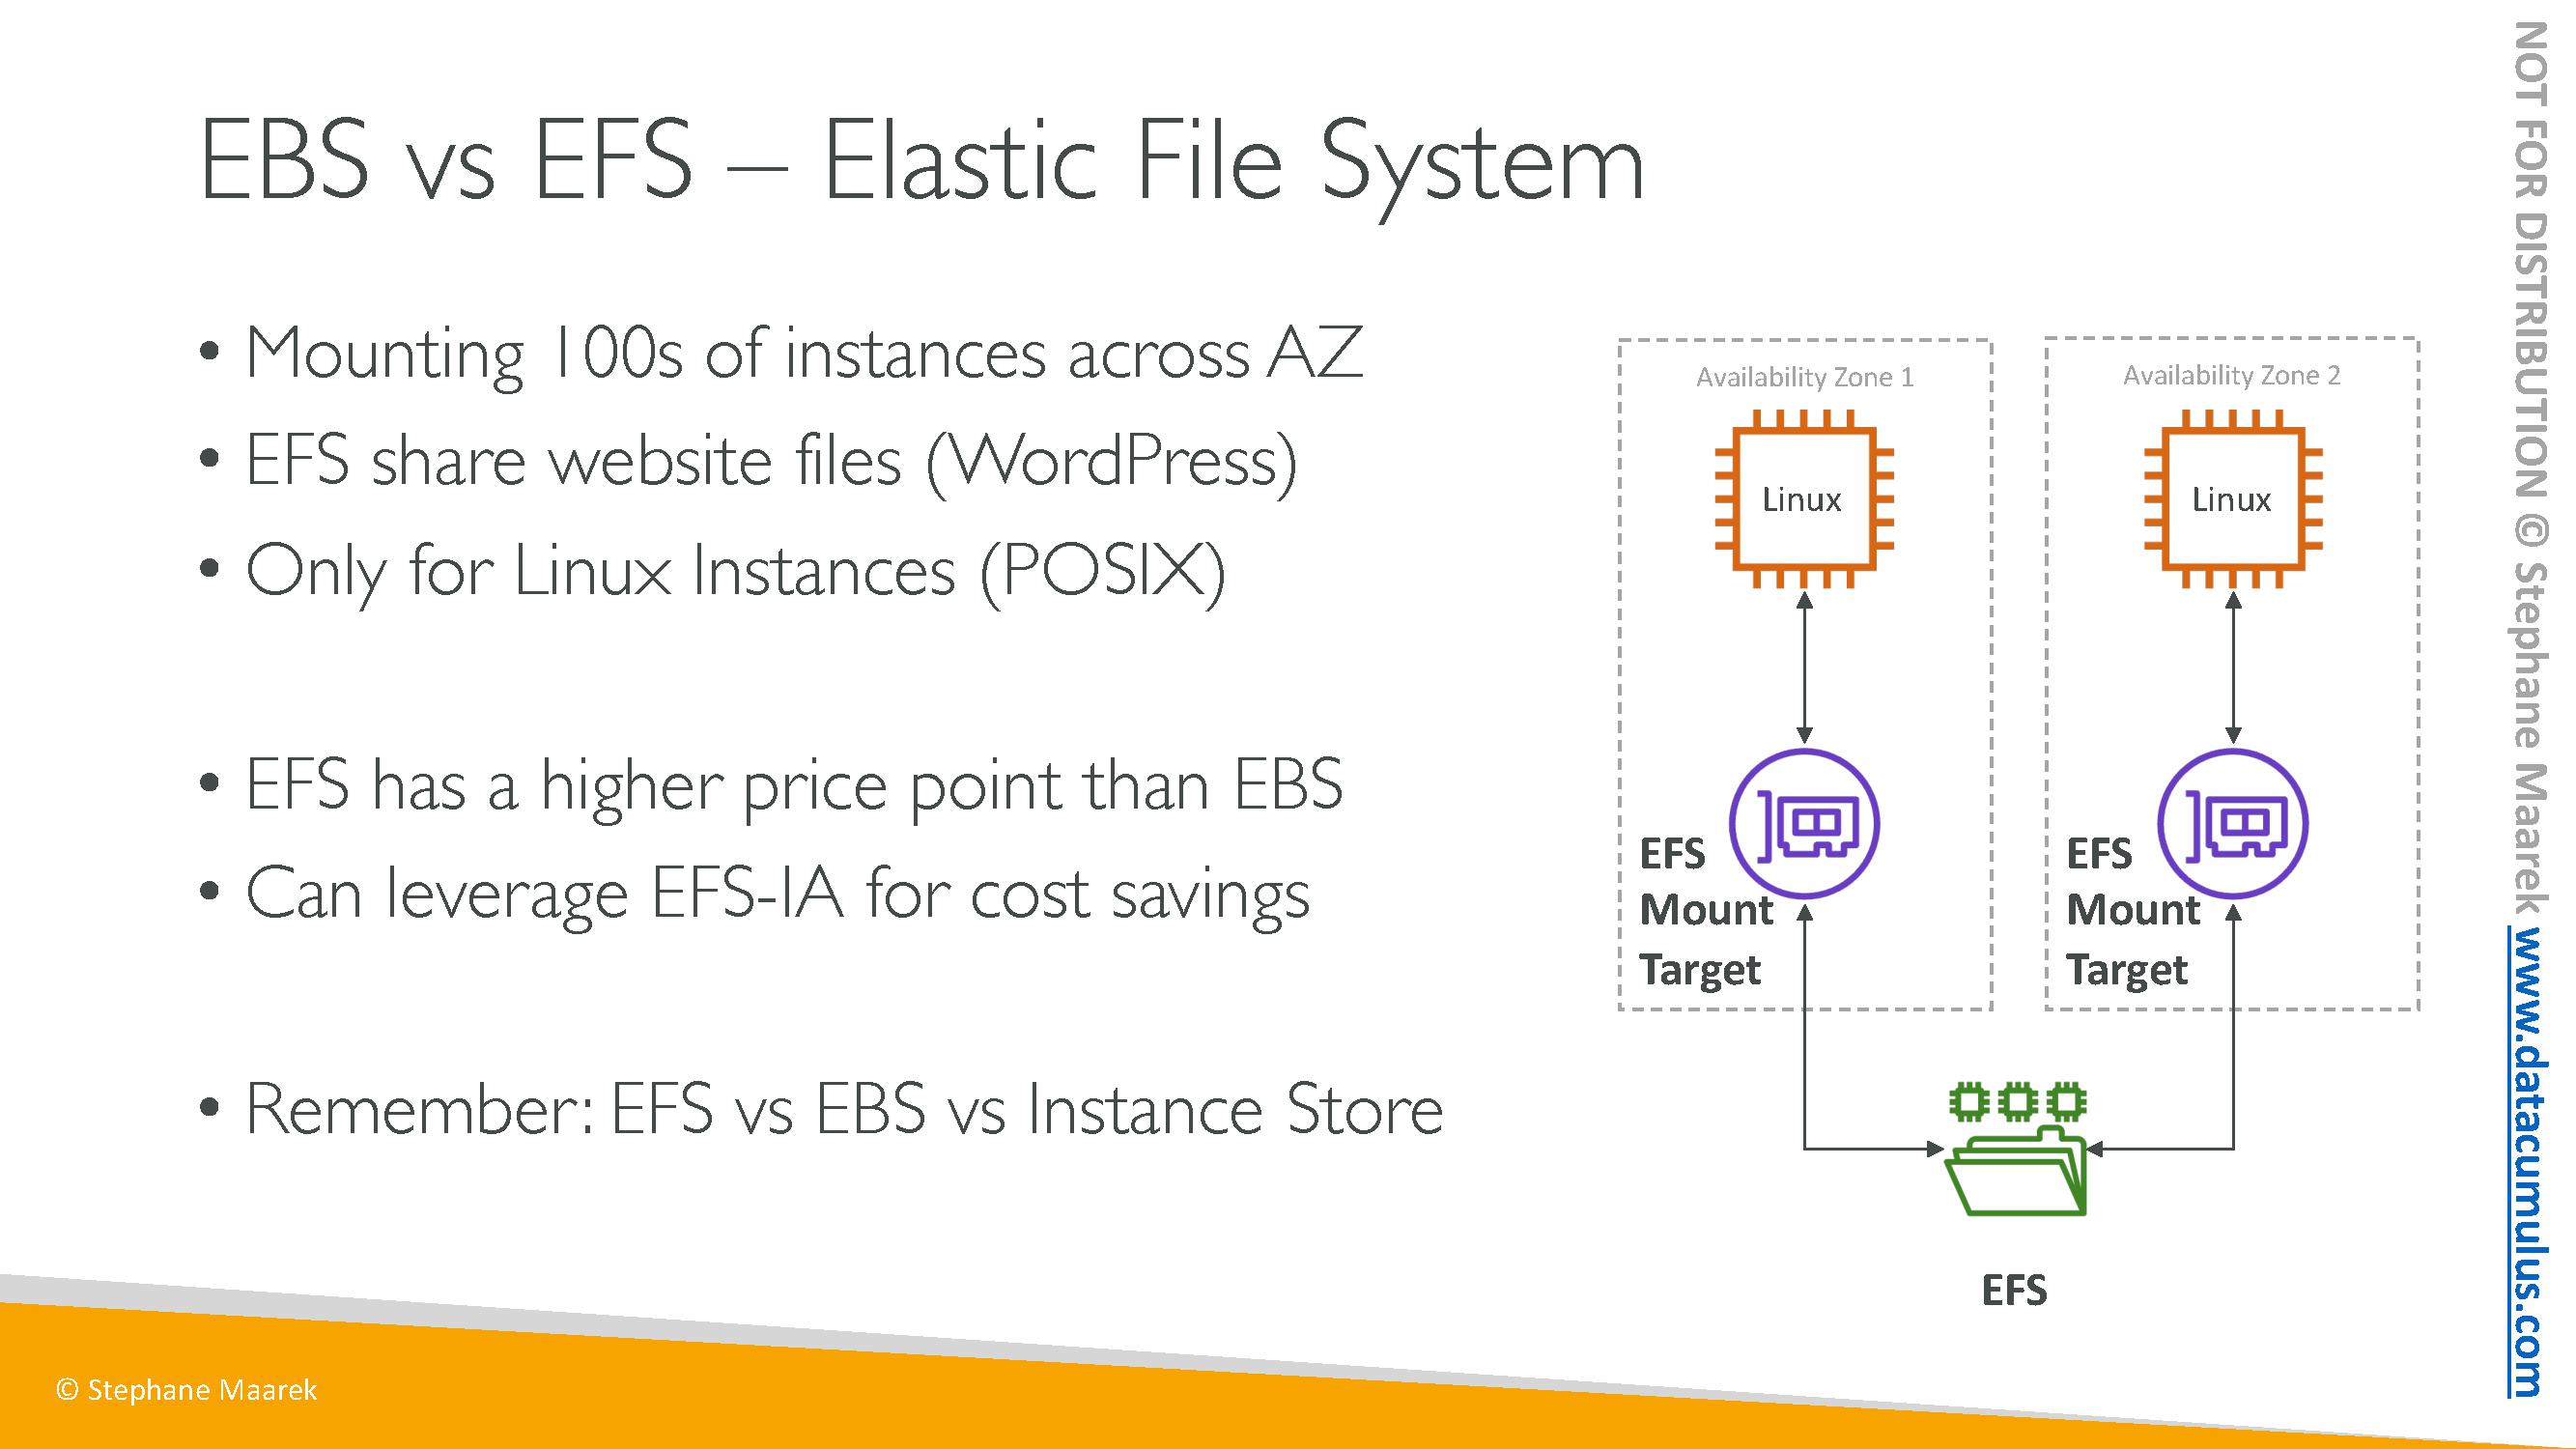 EBS vs EFS – Elastic File System
• Mounting 100s of instances across AZ
• EFS share website files (WordPress)
• Only for Linux Instances (POSIX)
• EFS has a higher price point than EBS
• Can leverage EFS-IA for cost savings
• Remember: EFS vs EBS vs Instance Store
Availability Zone 1
Linux
EFS
Mount
Target
Availability Zone 2
Linux
EFS
Mount
Target
EFS
© Stephane Maarek
NOT FOR DISTRIBUTION © Stephane Maarek www.datacumulus.com